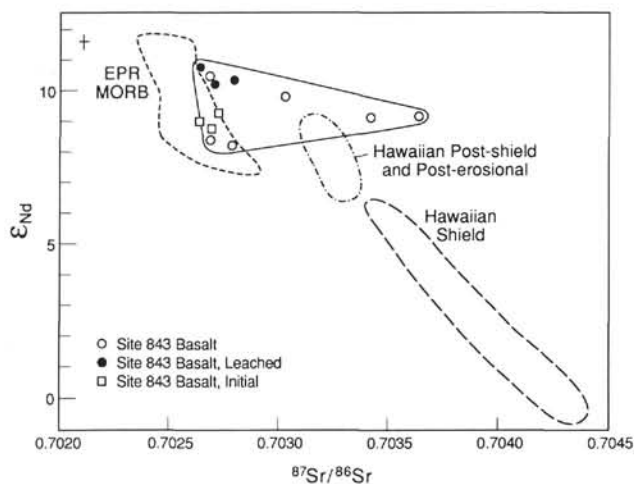 EPR
MORB
Hawaiian Post-shield
and Post-erosional
Hawaiian
Shield
εNd
10
5
0
○ Site 843 Basalt
● Site 843 Basalt, Leached
□ Site 843 Basalt, Initial
0.7020 0.7025 0.7030 0.7035 0.7040 0.7045
⁸⁷Sr/⁸⁶Sr